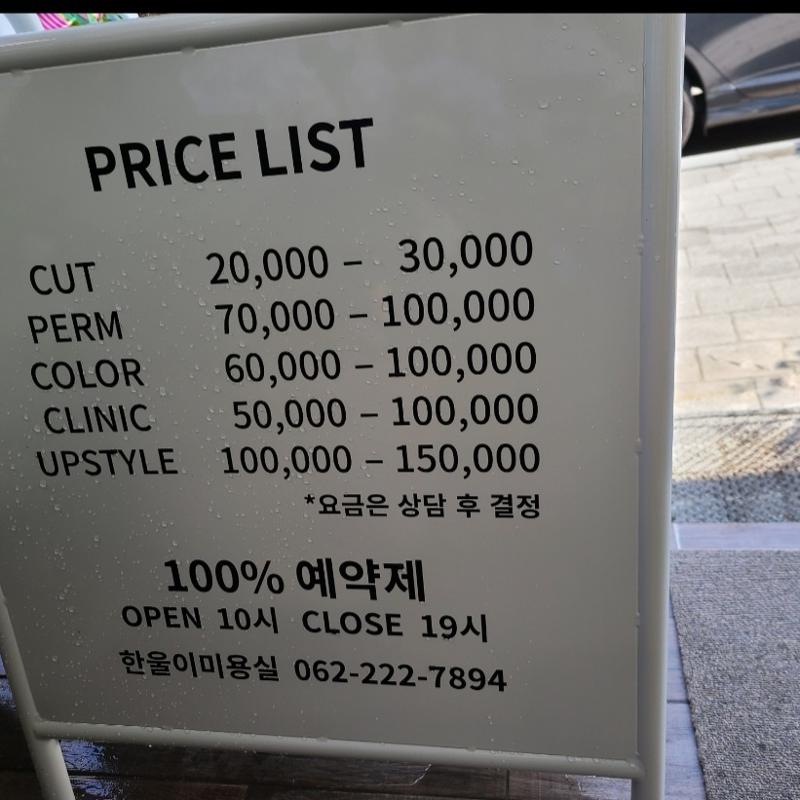 PRICE LIST
CUT 20,000 – 30,000
PERM 70,000 – 100,000
COLOR 60,000 – 100,000
CLINIC 50,000 – 100,000
UPSTYLE 100,000 – 150,000
*요금은 상담 후 결정
100% 예약제
OPEN 10시 CLOSE 19시
한울이미용실 062-222-7894